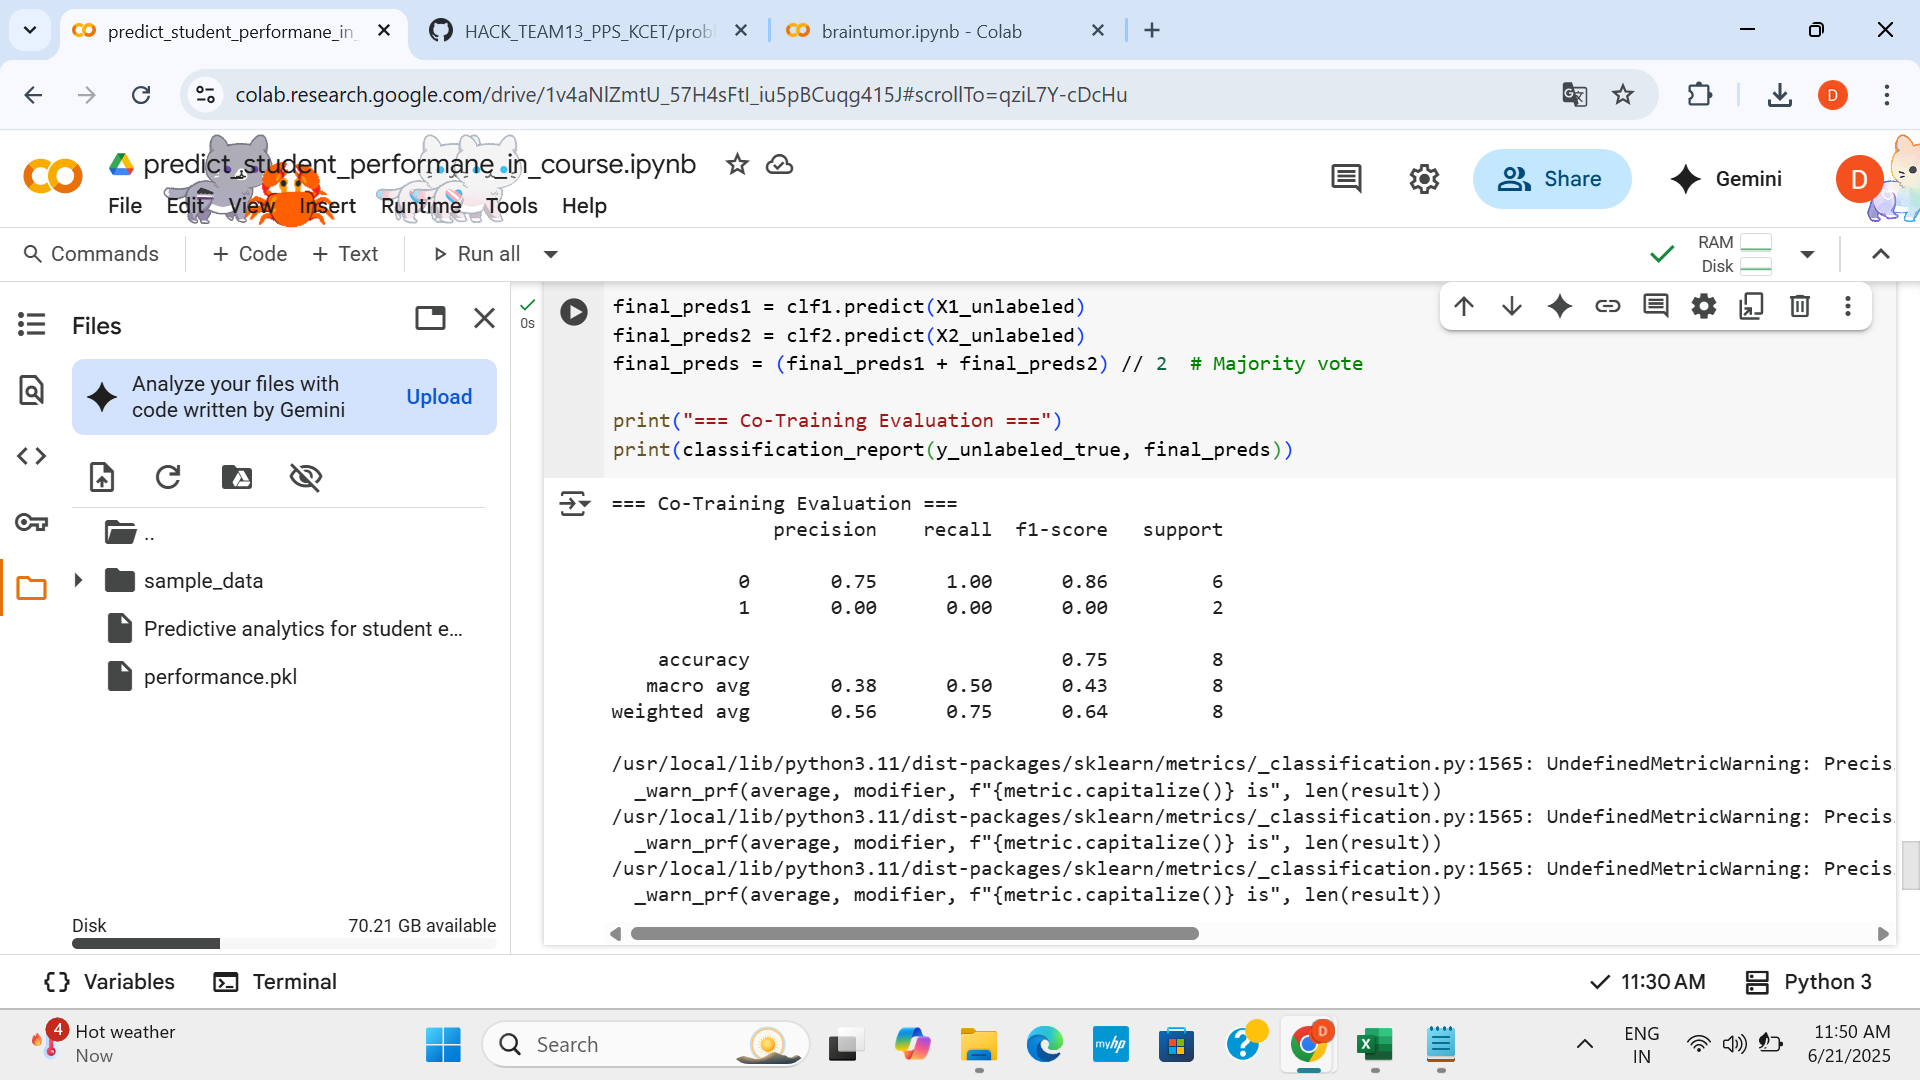 predict_student_performane_in_
HACK_TEAM13_PPS_KCET/probl
braintumor.ipynb - Colab
colab.research.google.com/drive/1v4aNlZmtU_57H4sFtI_iu5pBCuqg415J#scrollTo=qziL7Y-cDcHu
D
predict_student_performane_in_course.ipynb
File Edit View Insert Runtime Tools Help
Share
Gemini
D
Commands
+ Code + Text
Run all
RAM
Disk
Files
Analyze your files with
code written by Gemini
Upload
..
sample_data
Predictive analytics for student e...
performance.pkl
Disk 70.21 GB available
0s
final_preds1 = clf1.predict(X1_unlabeled)
final_preds2 = clf2.predict(X2_unlabeled)
final_preds = (final_preds1 + final_preds2) // 2  # Majority vote
print("=== Co-Training Evaluation ===")
print(classification_report(y_unlabeled_true, final_preds))
=== Co-Training Evaluation ===
precision recall f1-score support
0 0.75 1.00 0.86 6
1 0.00 0.00 0.00 2
accuracy 0.75 8
macro avg 0.38 0.50 0.43 8
weighted avg 0.56 0.75 0.64 8
/usr/local/lib/python3.11/dist-packages/sklearn/metrics/_classification.py:1565: UndefinedMetricWarning: Precis
_warn_prf(average, modifier, f"{metric.capitalize()} is", len(result))
/usr/local/lib/python3.11/dist-packages/sklearn/metrics/_classification.py:1565: UndefinedMetricWarning: Precis
_warn_prf(average, modifier, f"{metric.capitalize()} is", len(result))
/usr/local/lib/python3.11/dist-packages/sklearn/metrics/_classification.py:1565: UndefinedMetricWarning: Precis
_warn_prf(average, modifier, f"{metric.capitalize()} is", len(result))
Variables
Terminal
11:30 AM
Python 3
4
Hot weather
Now
Search
myhp
D
ENG
IN
11:50 AM
6/21/2025